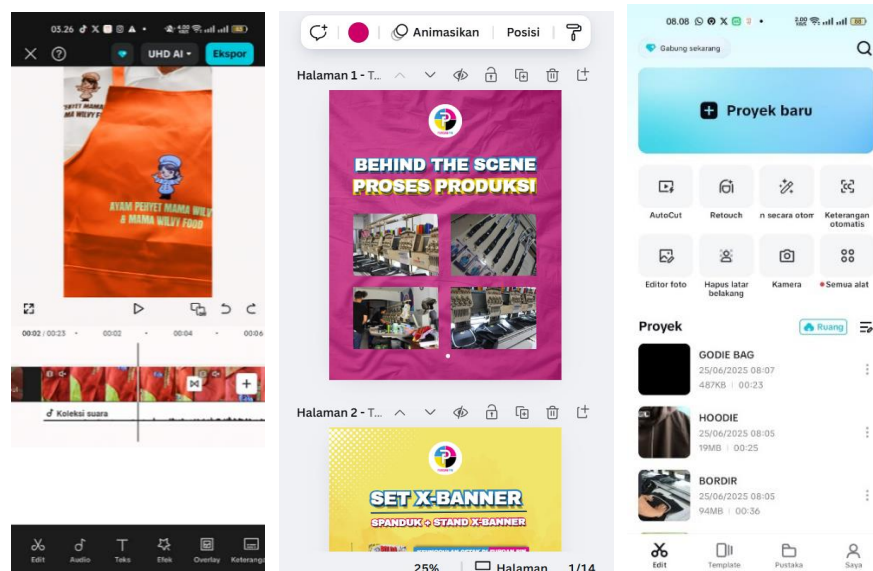 03.26
UHD AI
Ekspor
MAMA WILVY F
AYAM PENYET MAMA WILV
& MAMA WILVY FOOD
00:02 / 00:23
00:02
00:04
00:06
Koleksi suara
Edit
Audio
Teks
Efek
Overlay
Keteranga
Animasikan
Posisi
Halaman 1 - T...
BEHIND THE SCENE
PROSES PRODUKSI
Halaman 2 - T...
SET X-BANNER
SPANDUK + STAND X-BANNER
25%
Halaman
1/14
08.08
Gabung sekarang
Proyek baru
AutoCut
Retouch
n secara otom
Keterangan
otomatis
Editor foto
Hapus latar
belakang
Kamera
Semua alat
Proyek
Ruang
GODIE BAG
25/06/2025 08:07
487KB | 00:23
HOODIE
25/06/2025 08:05
19MB | 00:25
BORDIR
25/06/2025 08:05
94MB | 00:36
Edit
Template
Pustaka
Saya